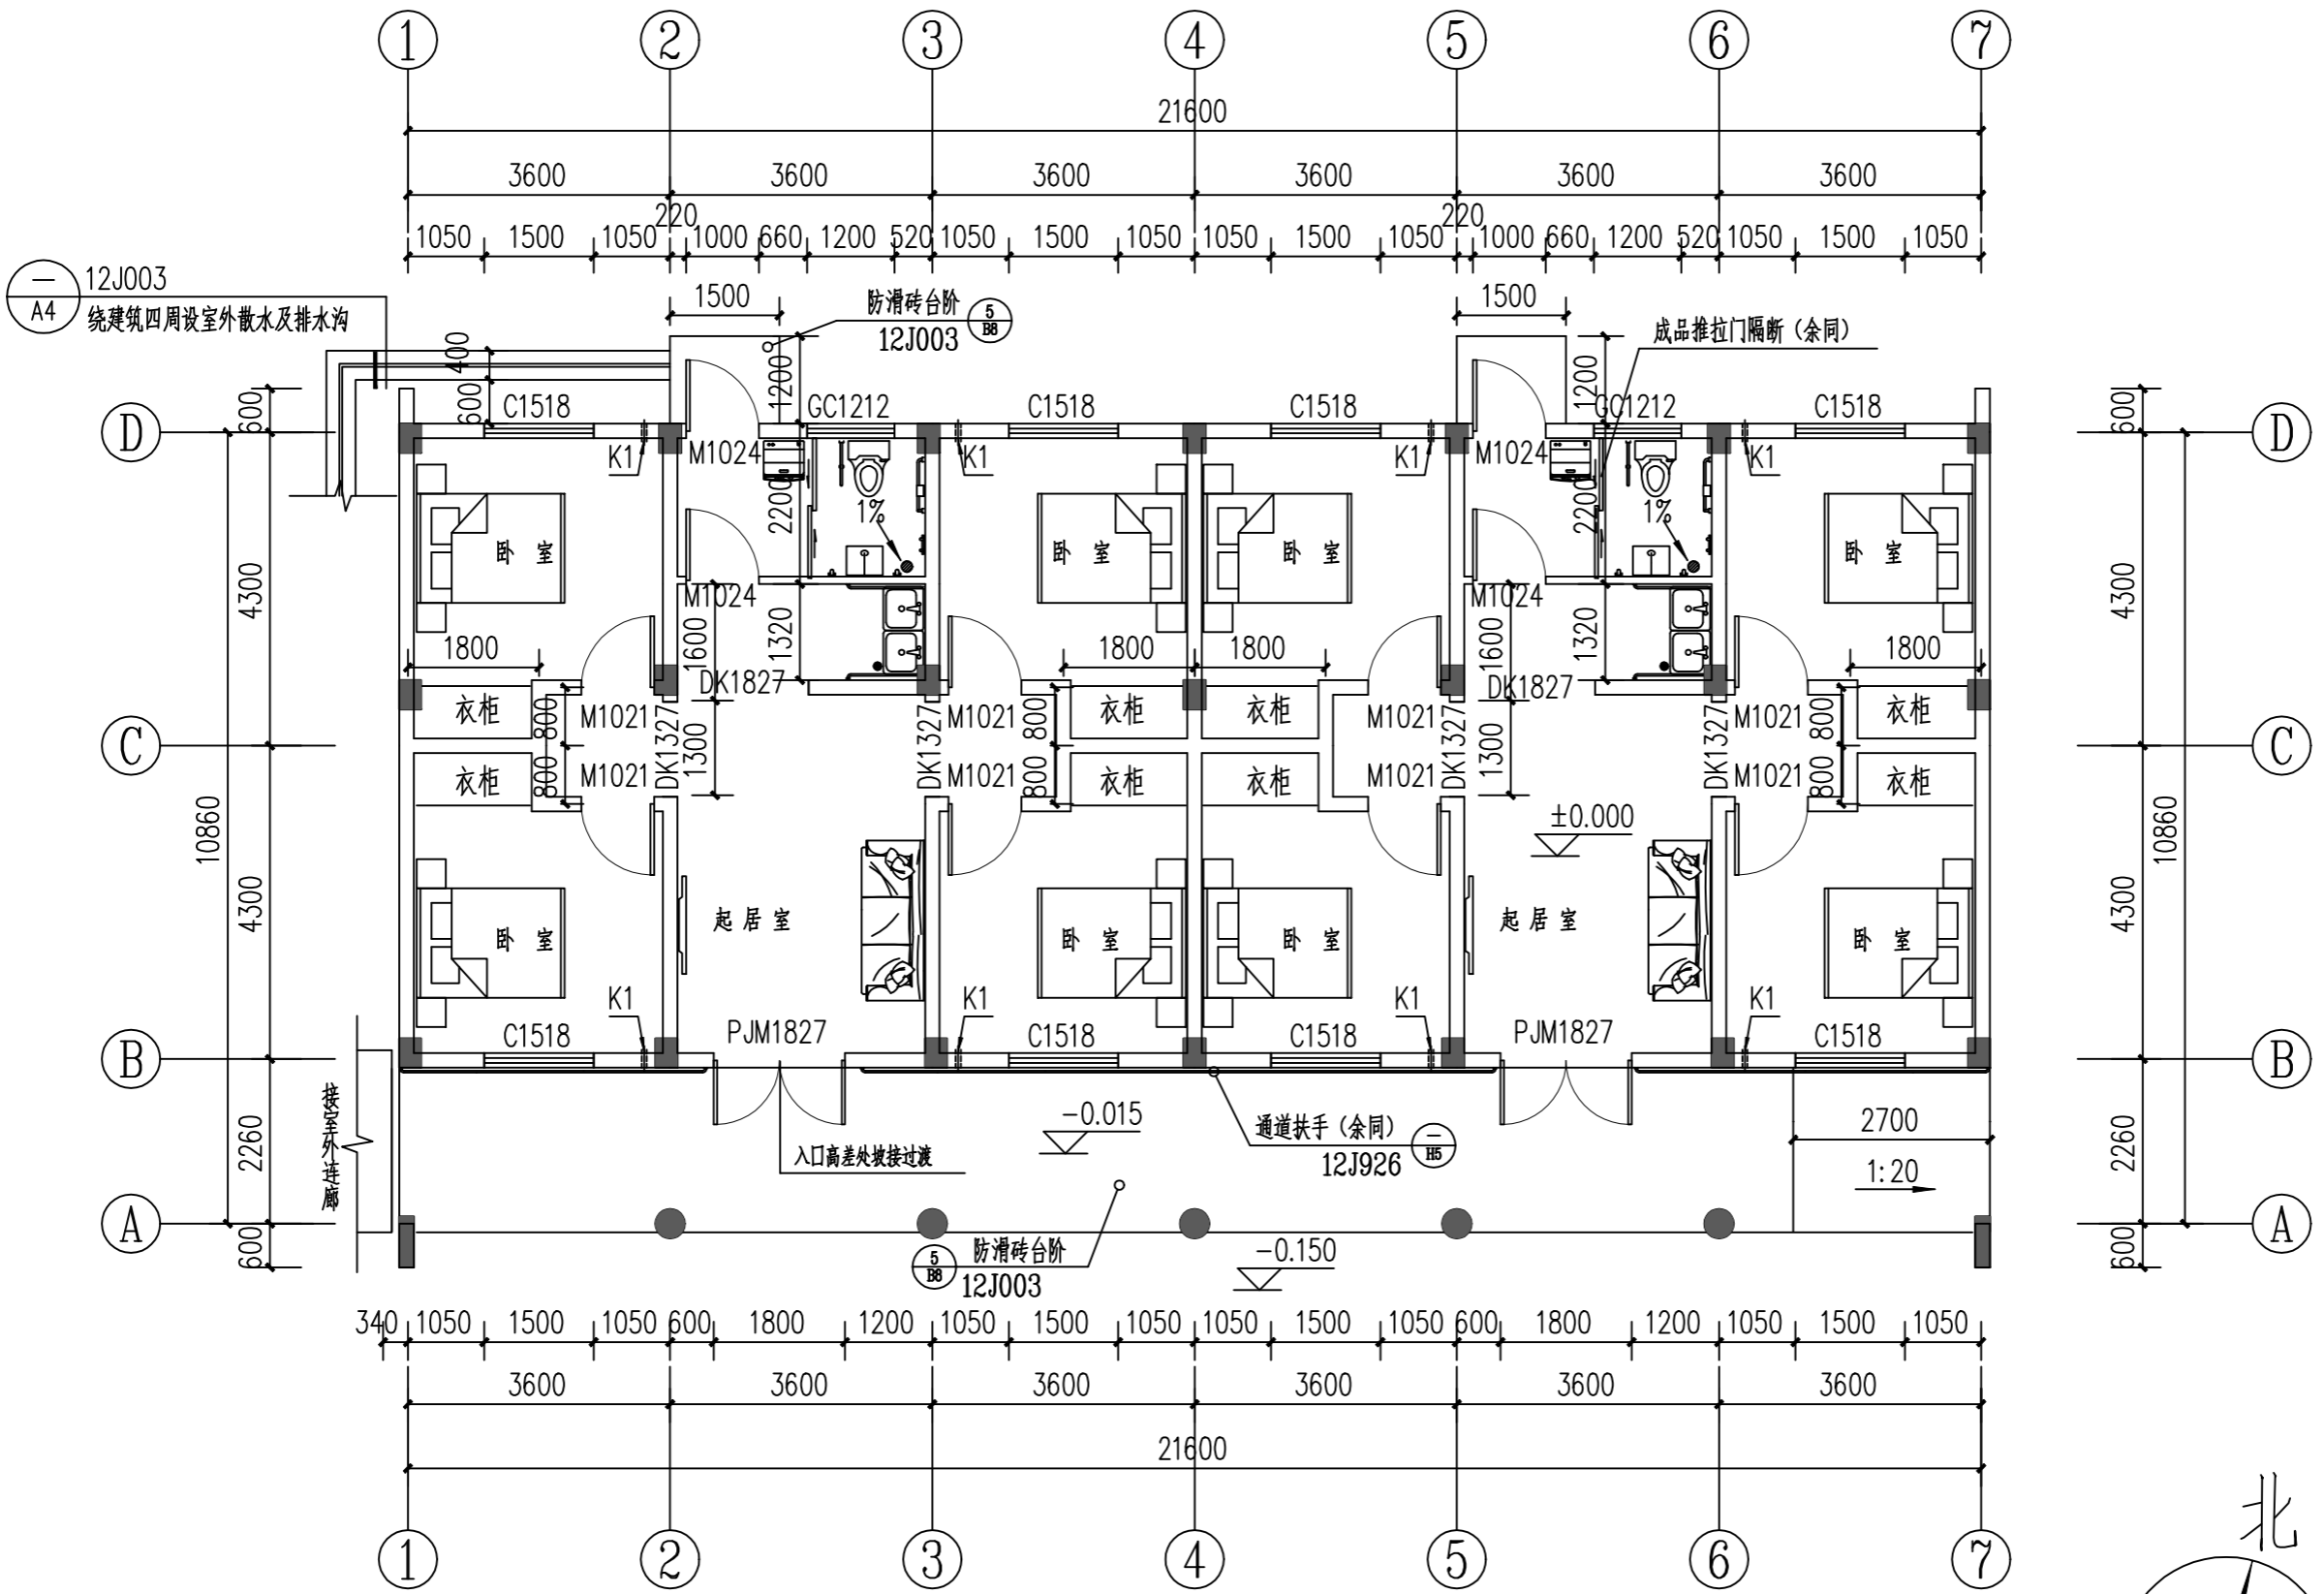 1 2 3 4 5 6 7
21600
3600 3600 3600 3600 3600 3600
220 220
1050 1500 1050 1000 660 1200 520 1050 1500 1050 1050 1500 1050 1000 660 1200 520 1050 1500 1050
— 12J003
A4 绕建筑四周设室外散水及排水沟
1500 防滑砖台阶 5 1500
12J003 B8
成品推拉门隔断（余同）
400 1200 1200
600 600 600
C1518 GC1212 C1518 C1518 GC1212 C1518
D D
K1 M1024 K1 K1 M1024 K1
2200 1% 2200 1%
卧 室 卧 室 卧 室 卧 室
4300 4300
M1024 M1024
1600 1320 1600 1320
1800 1800 1800 1800
DK1827 DK1827
衣柜 800 M1021 DK1327 M1021 800 衣柜 衣柜 M1021 DK1327 DK1327 M1021 800 衣柜
DK1327
C 1300 1300 C
衣柜 800 M1021 M1021 800 衣柜 衣柜 M1021 M1021 800 衣柜
10860 ±0.000 10860
4300 4300
起 居 室 起 居 室
卧 室 卧 室 卧 室 卧 室
K1 K1 K1 K1
C1518 PJM1827 C1518 C1518 PJM1827 C1518
B B
接室外连廊
2260 2260
-0.015
通道扶手（余同） —
12J926 H5
2700
入口高差处坡接过渡
1:20
A A
600 600
5 防滑砖台阶
B8 12J003
-0.150
340 1050 1500 1050 600 1800 1200 1050 1500 1050 1050 1500 1050 600 1800 1200 1050 1500 1050
3600 3600 3600 3600 3600 3600
21600
北
1 2 3 4 5 6 7